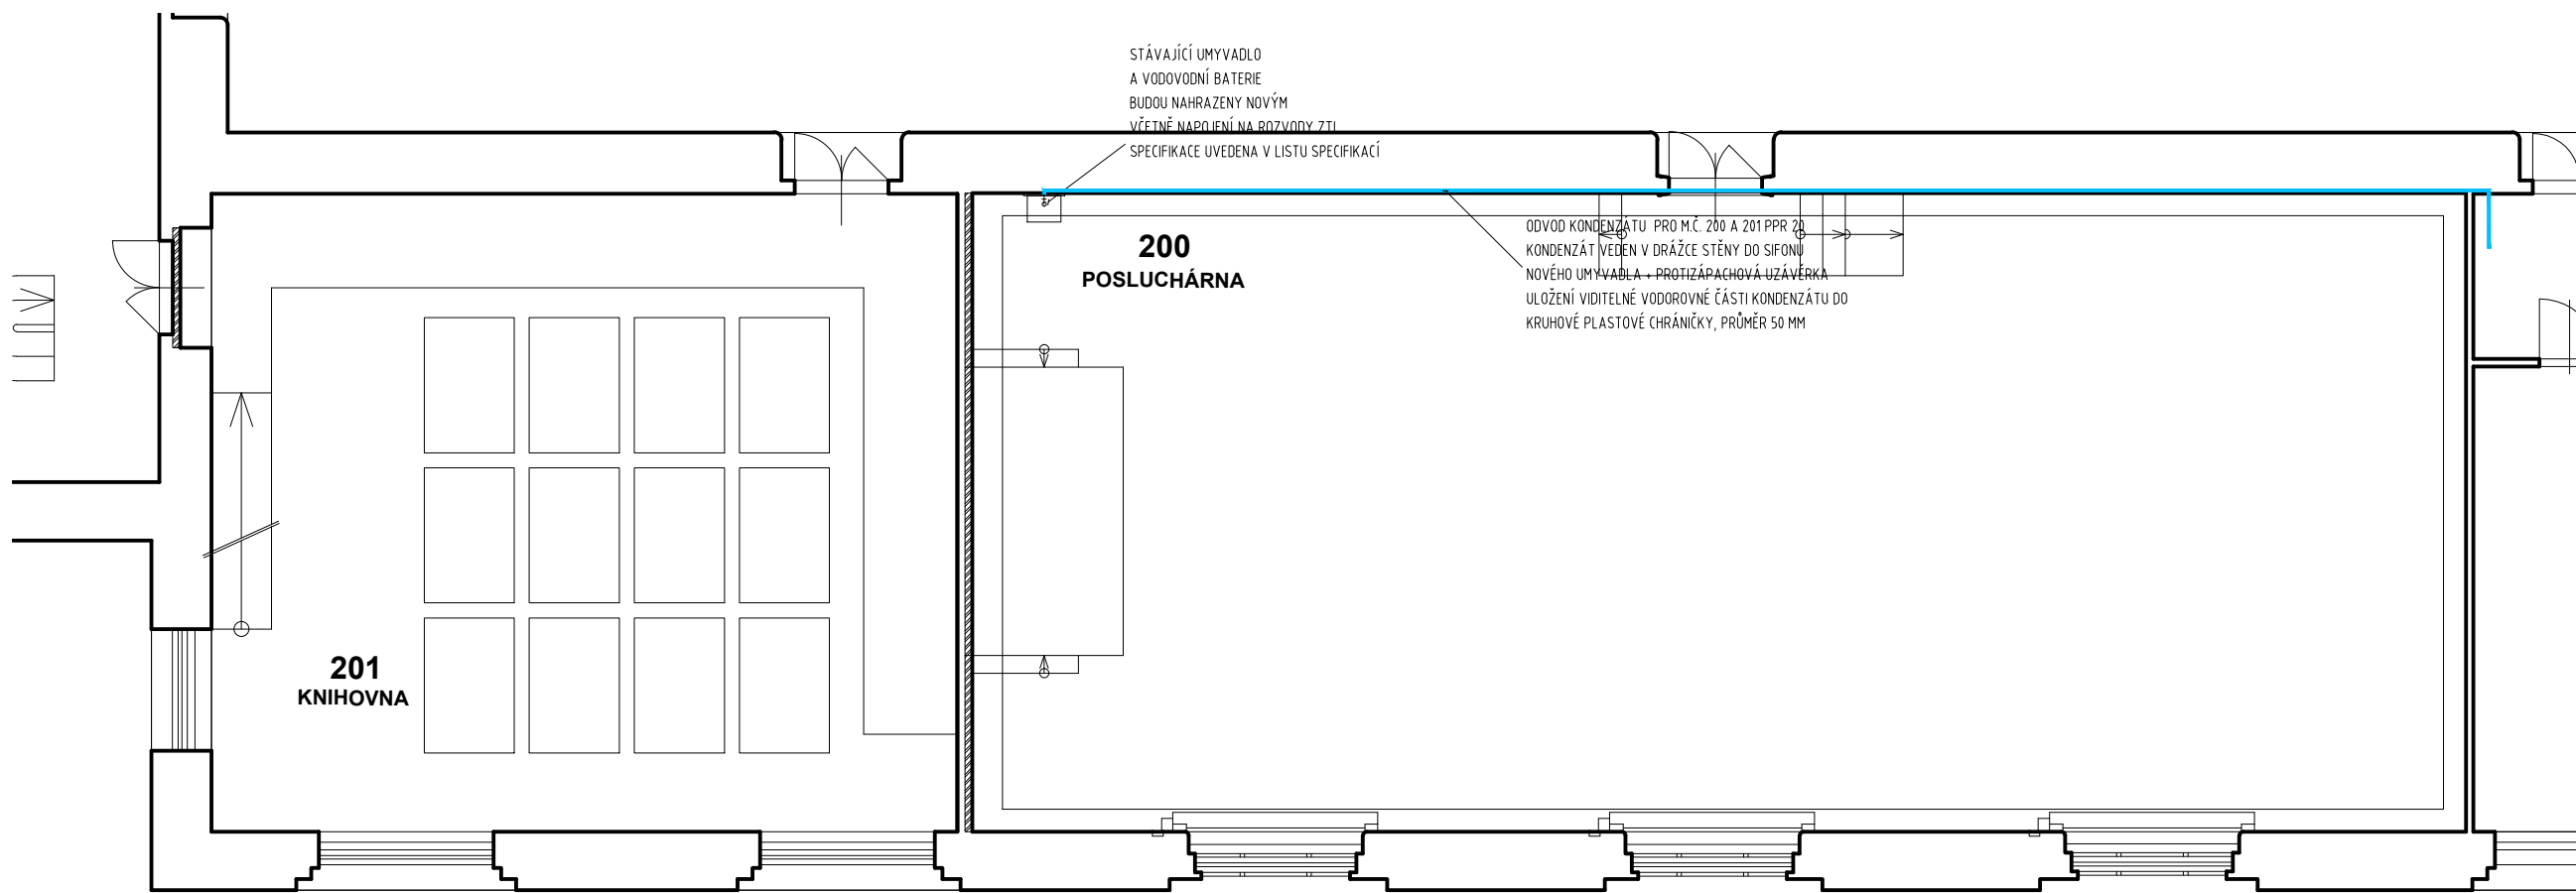 STÁVAJÍCÍ UMYVADLO
A VODOVODNÍ BATERIE
BUDOU NAHRAZENY NOVÝM
VČETNĚ NAPOJENÍ NA ROZVODY ZTI
SPECIFIKACE UVEDENA V LISTU SPECIFIKACÍ
200
POSLUCHÁRNA
ODVOD KONDENZÁTU PRO M.Č. 200 A 201 PPR 20
KONDENZÁT VEDEN V DRÁŽCE STĚNY DO SIFONU
NOVÉHO UMYVADLA + PROTIZÁPACHOVÁ UZÁVĚRKA
ULOŽENÍ VIDITELNÉ VODOROVNÉ ČÁSTI KONDENZÁTU DO
KRUHOVÉ PLASTOVÉ CHRÁNIČKY, PRŮMĚR 50 MM
201
KNIHOVNA